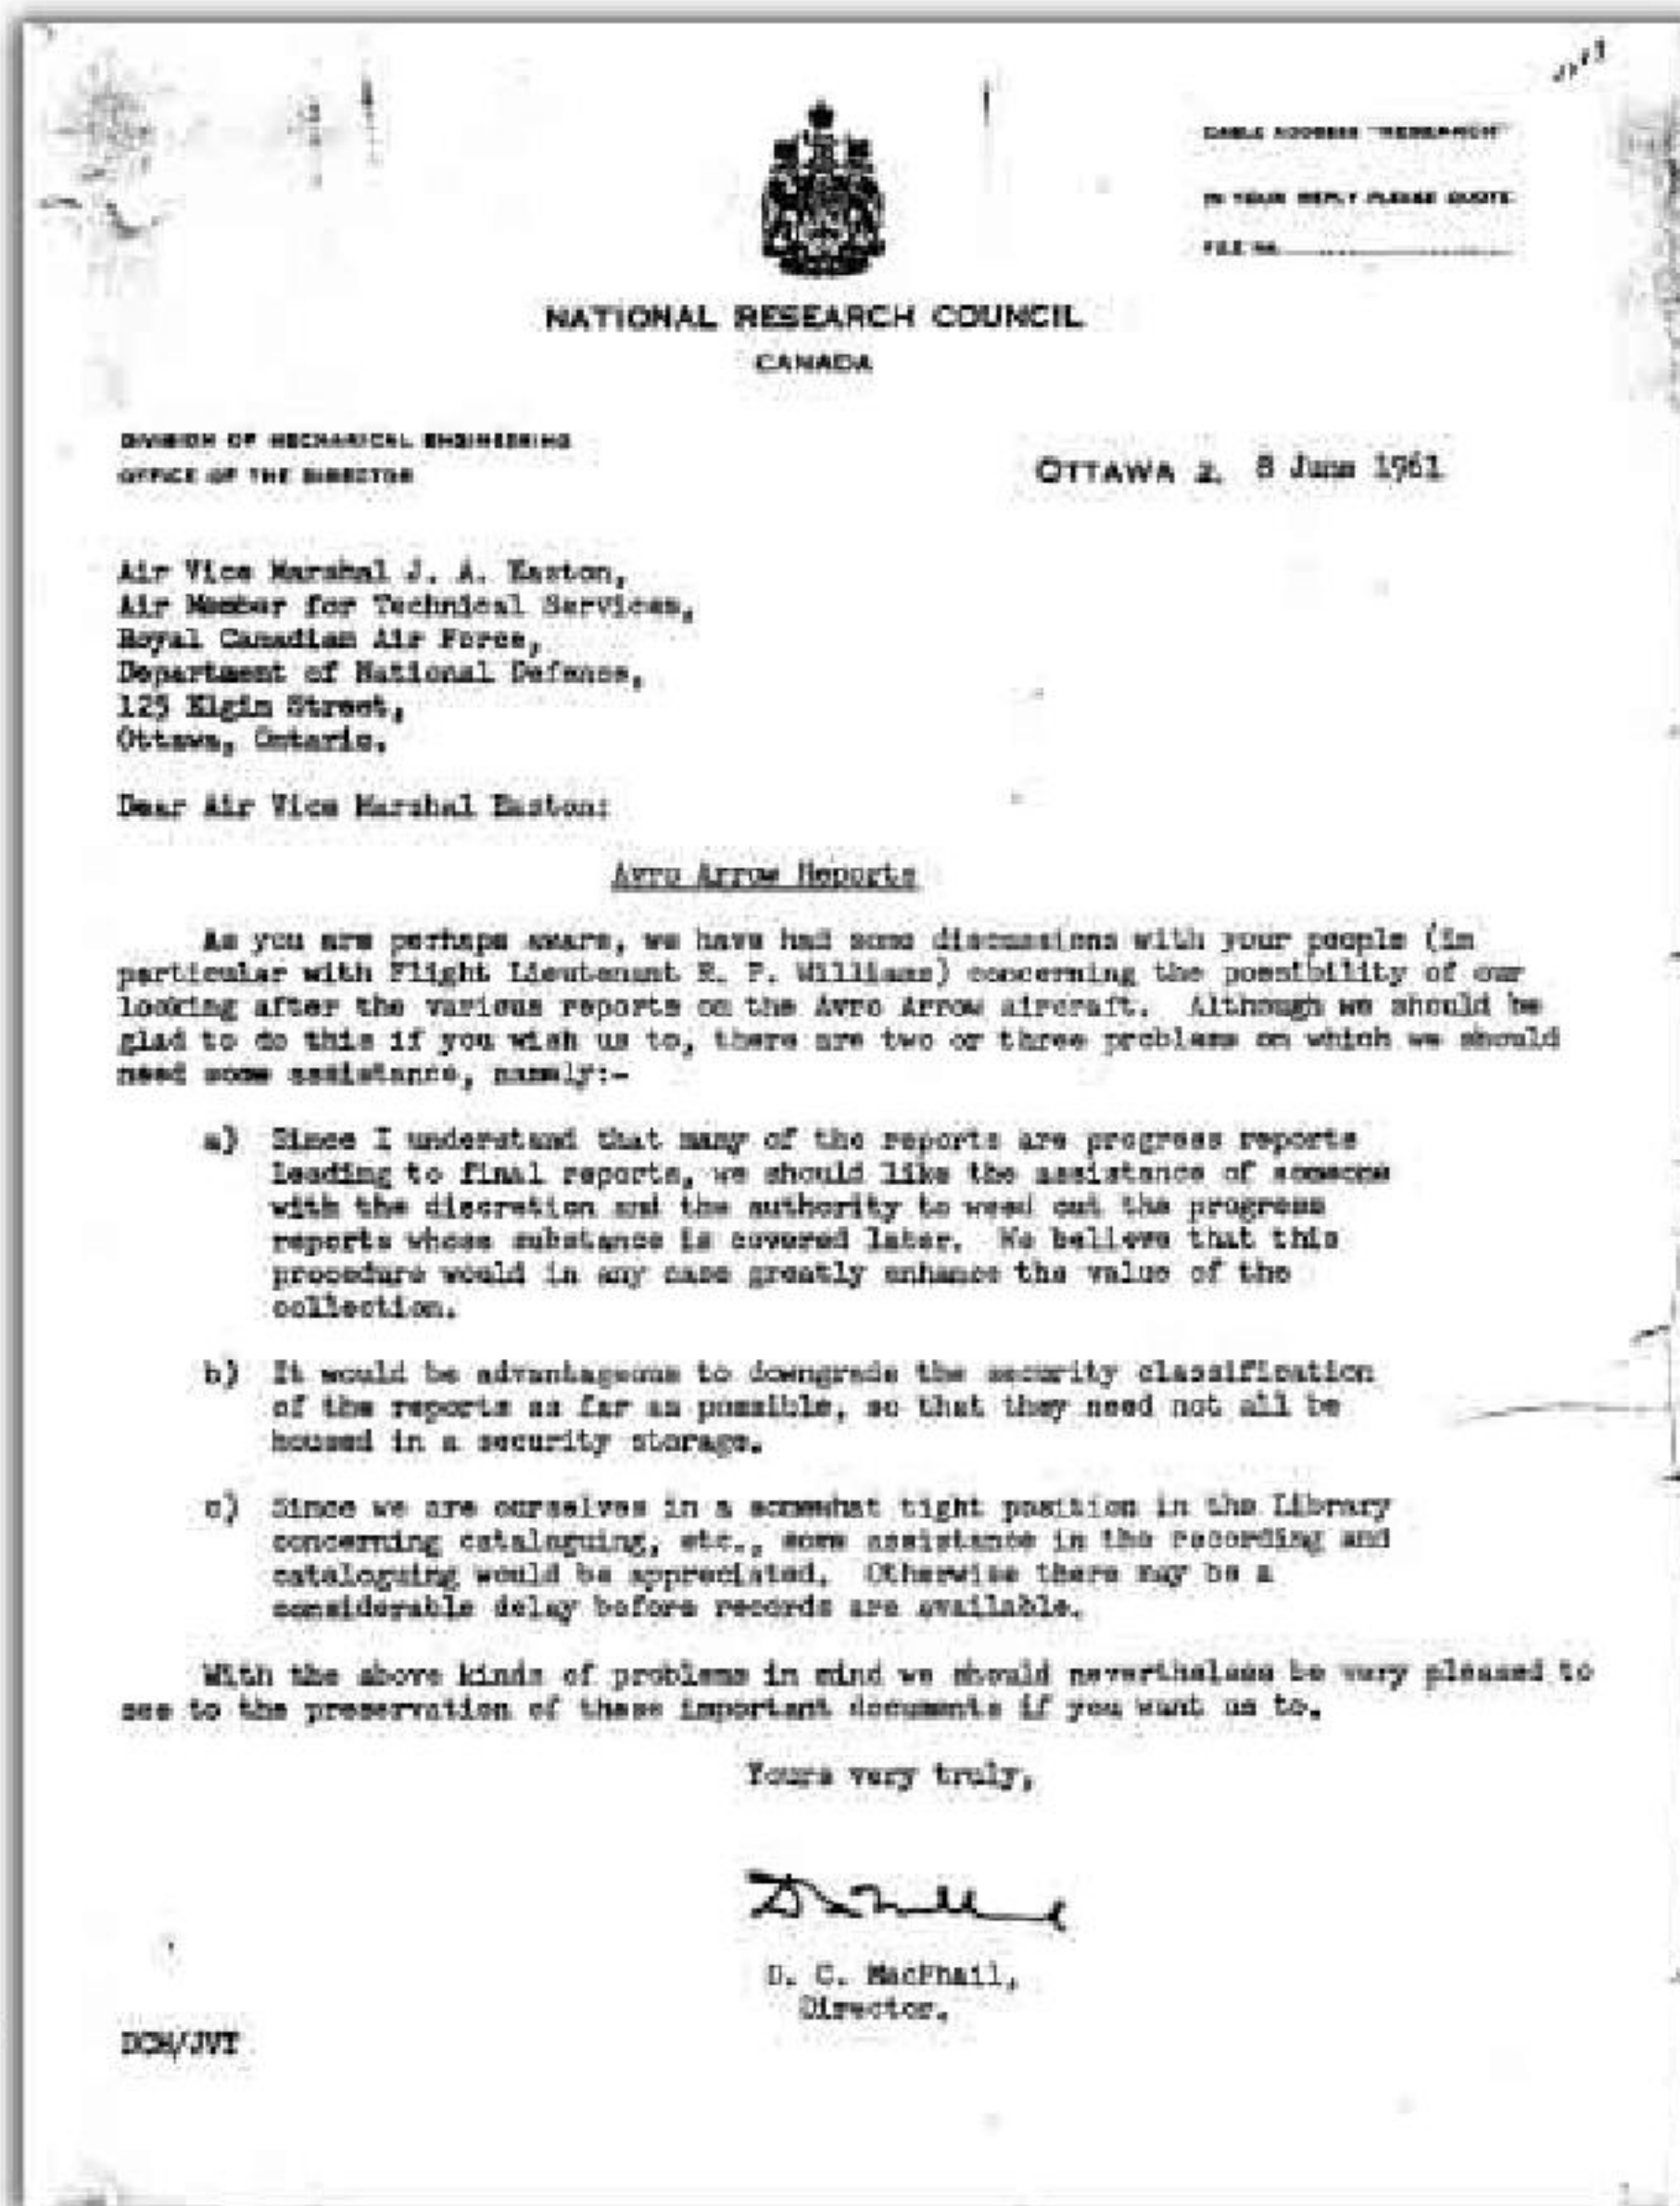 CABLE ADDRESS "RESEARCH"
IN YOUR REPLY PLEASE QUOTE
FILE No.
NATIONAL RESEARCH COUNCIL
CANADA
DIVISION OF MECHANICAL ENGINEERING
OFFICE OF THE DIRECTOR
OTTAWA 2, 8 June 1961
Air Vice Marshal J. A. Easton,
Air Member for Technical Services,
Royal Canadian Air Force,
Department of National Defence,
125 Elgin Street,
Ottawa, Ontario.
Dear Air Vice Marshal Easton:
Avro Arrow Reports
As you are perhaps aware, we have had some discussions with your people (in
particular with Flight Lieutenant R. P. Williams) concerning the possibility of our
looking after the various reports on the Avro Arrow aircraft. Although we should be
glad to do this if you wish us to, there are two or three problems on which we should
need some assistance, namely:-
a) Since I understand that many of the reports are progress reports
leading to final reports, we should like the assistance of someone
with the discretion and the authority to weed out the progress
reports whose substance is covered later. We believe that this
procedure would in any case greatly enhance the value of the
collection.
b) It would be advantageous to downgrade the security classification
of the reports as far as possible, so that they need not all be
housed in a security storage.
c) Since we are ourselves in a somewhat tight position in the Library
concerning cataloguing, etc., some assistance in the recording and
cataloguing would be appreciated. Otherwise there may be a
considerable delay before records are available.
With the above kinds of problems in mind we should nevertheless be very pleased to
see to the preservation of these important documents if you want us to.
Yours very truly,
D. C. MacPhail,
Director.
DCM/JVT